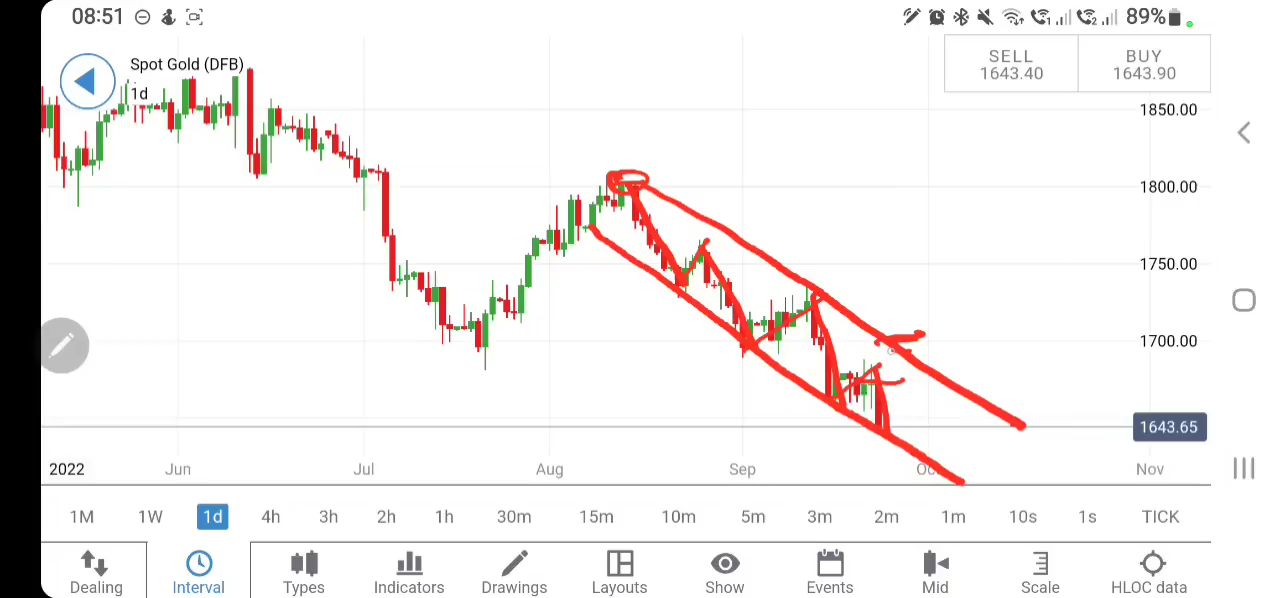 08:51
89%
Spot Gold (DFB)
1d
SELL
1643.40
BUY
1643.90
1850.00
1800.00
1750.00
1700.00
1643.65
2022 Jun Jul Aug Sep Nov
1M 1W 1d 4h 3h 2h 1h 30m 15m 10m 5m 3m 2m 1m 10s 1s TICK
Dealing Interval Types Indicators Drawings Layouts Show Events Mid Scale HLOC data